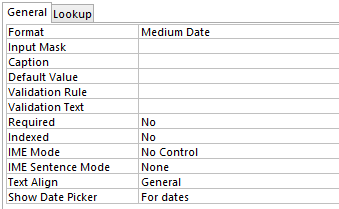 General Lookup
Format Medium Date
Input Mask
Caption
Default Value
Validation Rule
Validation Text
Required No
Indexed No
IME Mode No Control
IME Sentence Mode None
Text Align General
Show Date Picker For dates